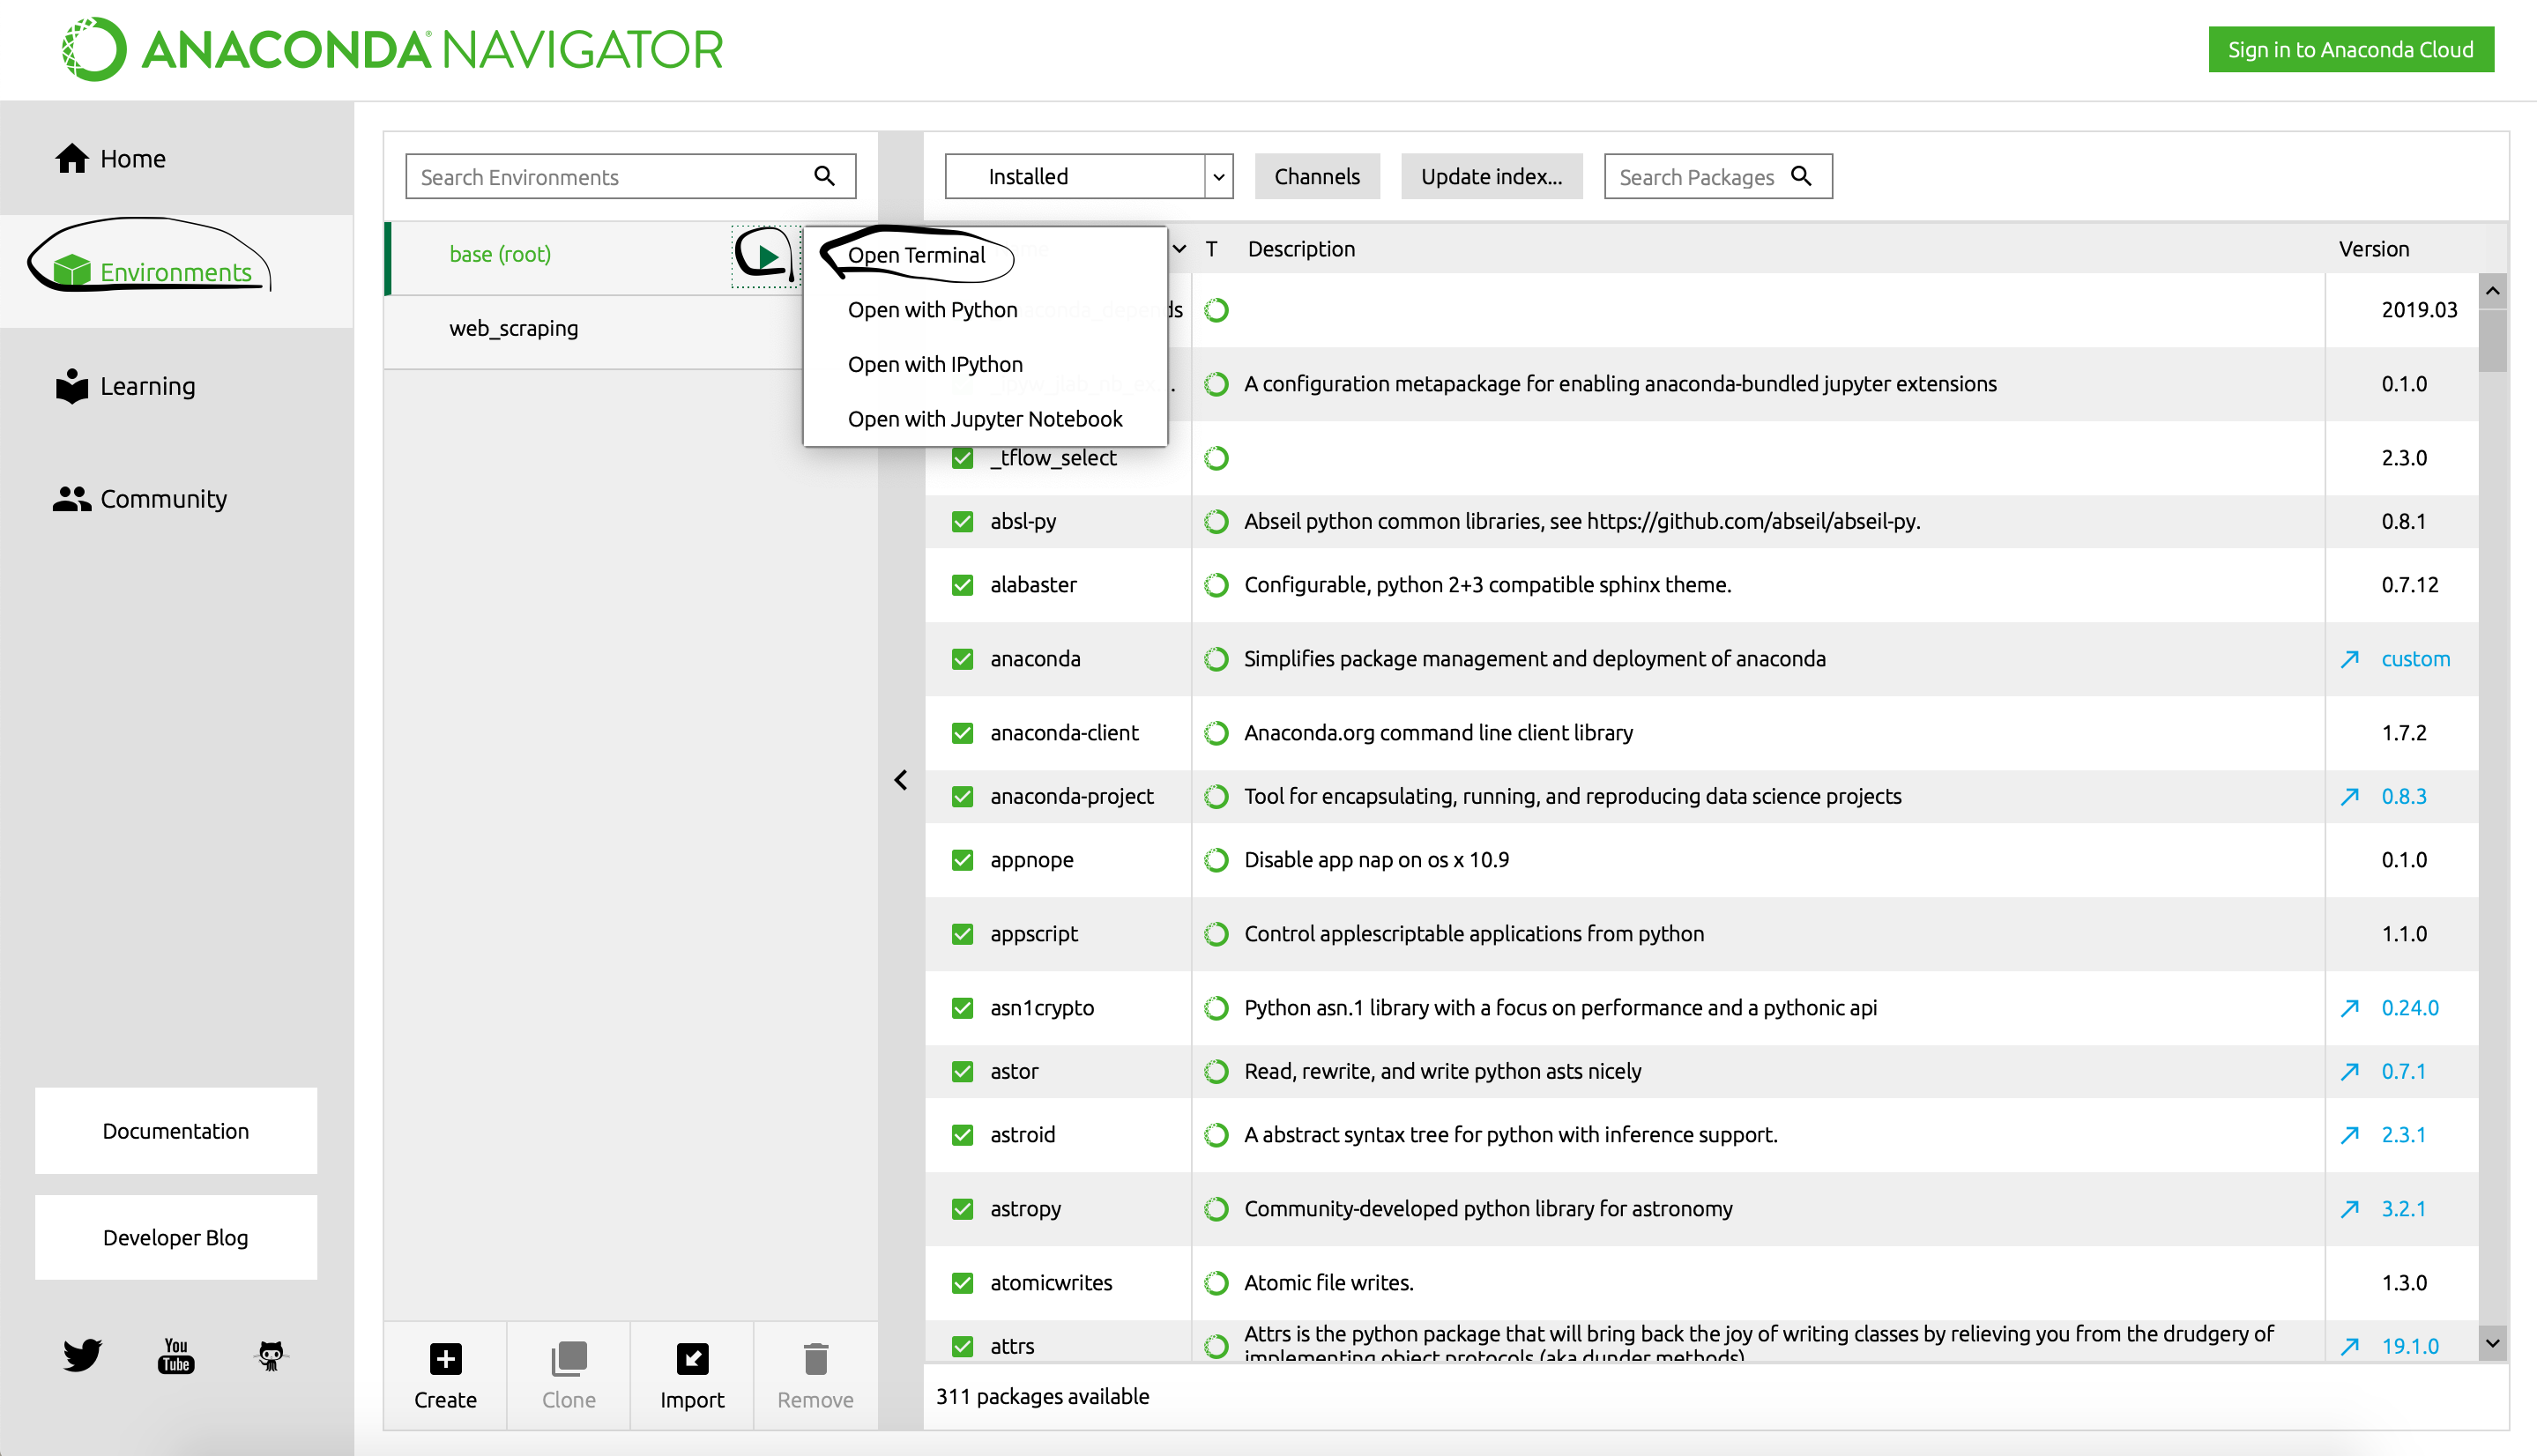 ANACONDA NAVIGATOR
Sign in to Anaconda Cloud
Home
Environments
Learning
Community
Documentation
Developer Blog
You
Tube
Search Environments
base (root)
web_scraping
Open Terminal
Open with Python
Open with IPython
Open with Jupyter Notebook
Create
Clone
Import
Remove
Installed
Channels
Update index...
Search Packages
T Description Version
2019.03
A configuration metapackage for enabling anaconda-bundled jupyter extensions 0.1.0
_tflow_select 2.3.0
absl-py Abseil python common libraries, see https://github.com/abseil/abseil-py. 0.8.1
alabaster Configurable, python 2+3 compatible sphinx theme. 0.7.12
anaconda Simplifies package management and deployment of anaconda custom
anaconda-client Anaconda.org command line client library 1.7.2
anaconda-project Tool for encapsulating, running, and reproducing data science projects 0.8.3
appnope Disable app nap on os x 10.9 0.1.0
appscript Control applescriptable applications from python 1.1.0
asn1crypto Python asn.1 library with a focus on performance and a pythonic api 0.24.0
astor Read, rewrite, and write python asts nicely 0.7.1
astroid A abstract syntax tree for python with inference support. 2.3.1
astropy Community-developed python library for astronomy 3.2.1
atomicwrites Atomic file writes. 1.3.0
attrs Attrs is the python package that will bring back the joy of writing classes by relieving you from the drudgery of 19.1.0
implementing object protocols (aka dunder methods)
311 packages available